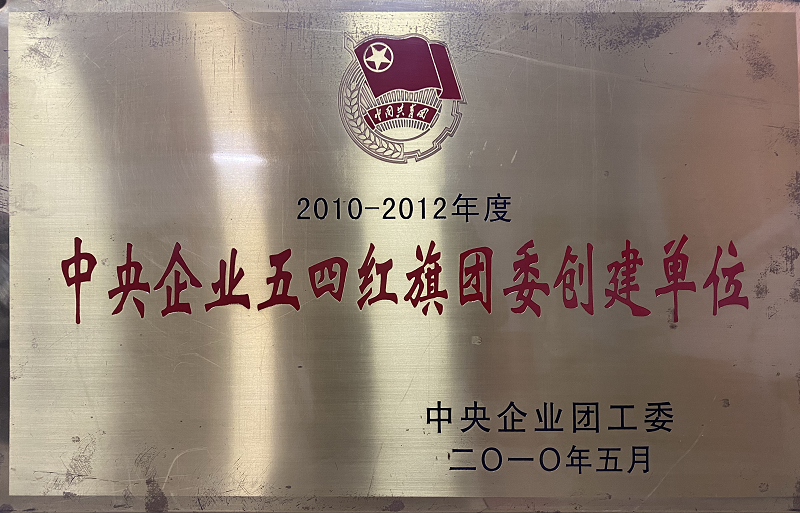 中国共青团
2010-2012年度
中央企业五四红旗团委创建单位
中央企业团工委
二〇一〇年五月